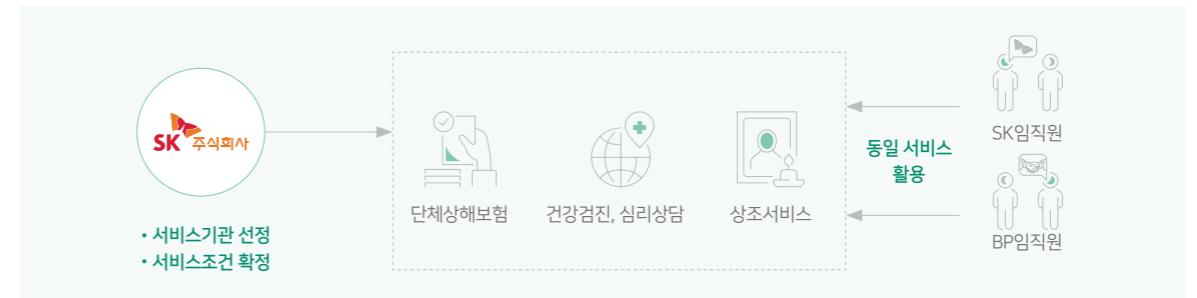 SK 주식회사
• 서비스기관 선정
• 서비스조건 확정
단체상해보험
건강검진, 심리상담
상조서비스
동일 서비스
활용
SK임직원
BP임직원